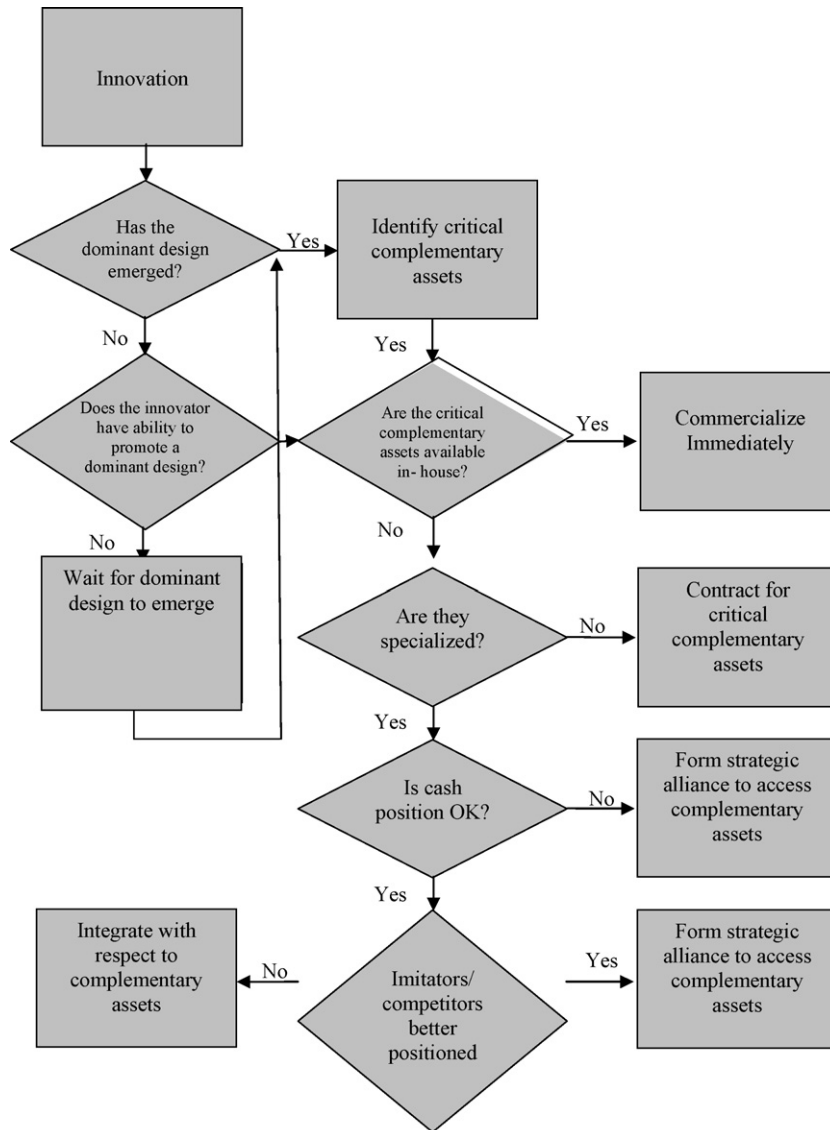 Innovation
Has the
dominant design
emerged?
Yes
Identify critical
complementary
assets
No
Yes
Does the innovator
have ability to
promote a
dominant design?
Are the critical
complementary
assets available
in- house?
Yes
Commercialize
Immediately
No
No
Wait for dominant
design to emerge
Are they
specialized?
No
Contract for
critical
complementary
assets
Yes
Is cash
position OK?
No
Form strategic
alliance to access
complementary
assets
Yes
Integrate with
respect to
complementary
assets
No
Imitators/
competitors
better
positioned
Yes
Form strategic
alliance to access
complementary
assets